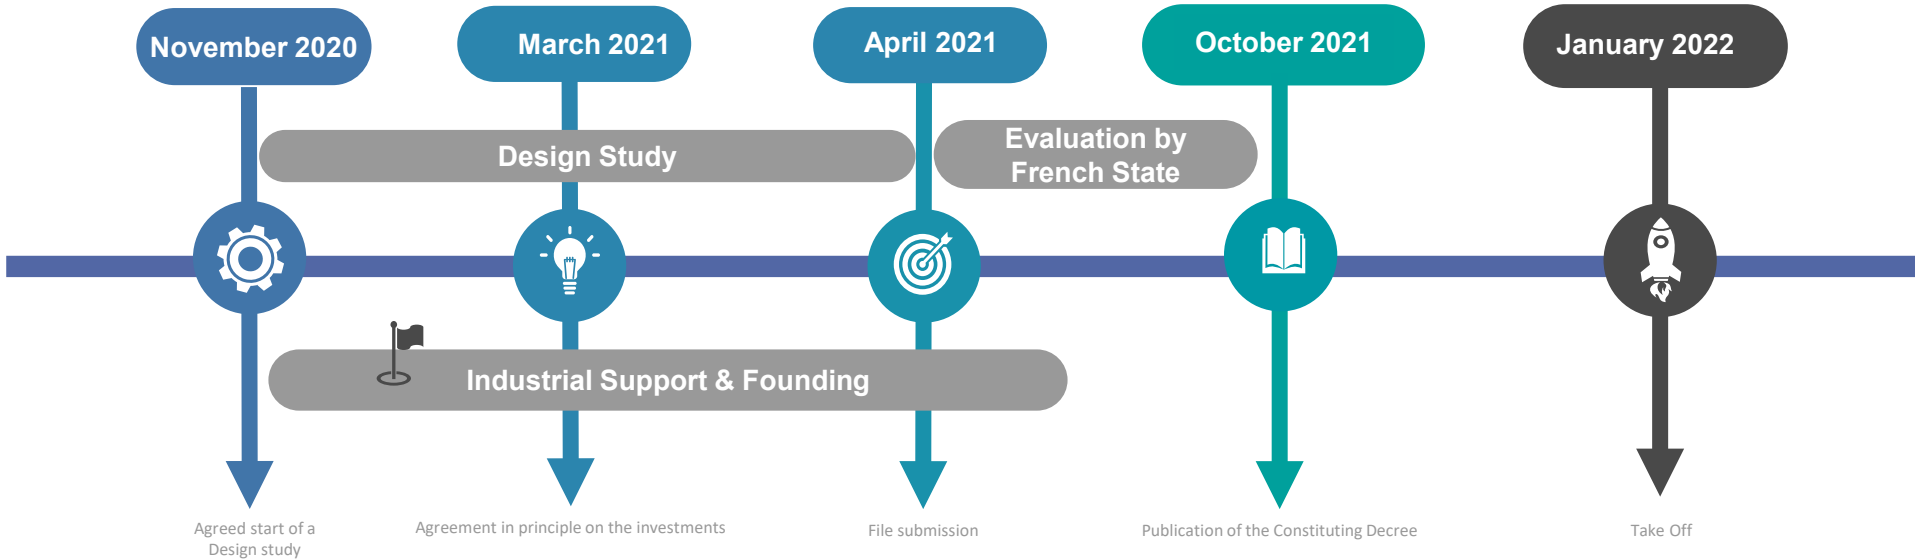 November 2020
March 2021
April 2021
October 2021
January 2022
Design Study
Evaluation by
French State
Industrial Support & Founding
Agreed start of a
Design study
Agreement in principle on the investments
File submission
Publication of the Constituting Decree
Take Off